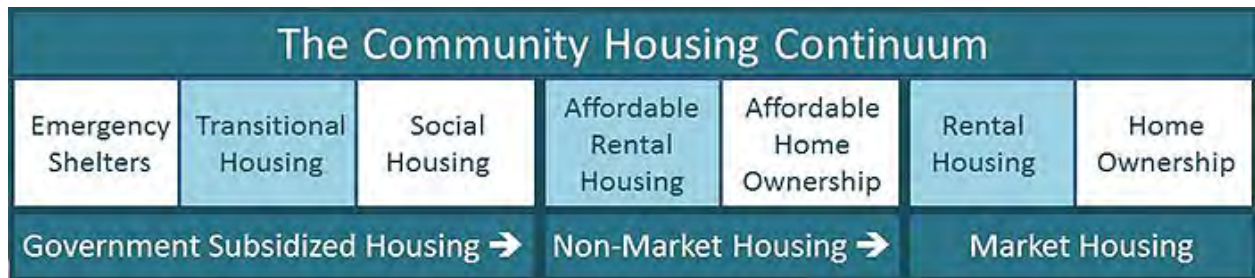 The Community Housing Continuum
Emergency
Shelters
Transitional
Housing
Social
Housing
Affordable
Rental
Housing
Affordable
Home
Ownership
Rental
Housing
Home
Ownership
Government Subsidized Housing ➔
Non-Market Housing ➔
Market Housing